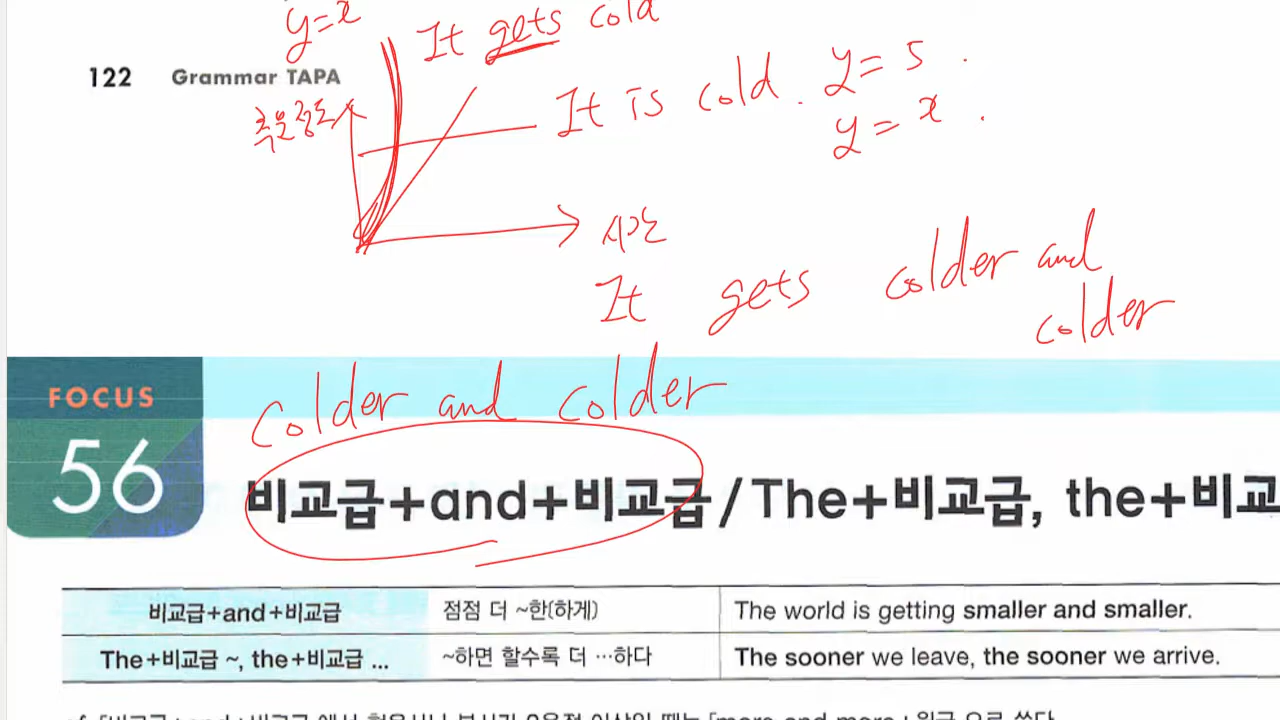 y=x
It gets cold
122 Grammar TAPA
추운정도
It is cold. y=5.
y=x.
시간
It gets colder and
colder
FOCUS
56
colder and colder
비교급+and+비교급 / The+비교급, the+비교
비교급+and+비교급 점점 더 ~한(하게) The world is getting smaller and smaller.
The+비교급 ~, the+비교급 ... ~하면 할수록 더 …하다 The sooner we leave, the sooner we arrive.